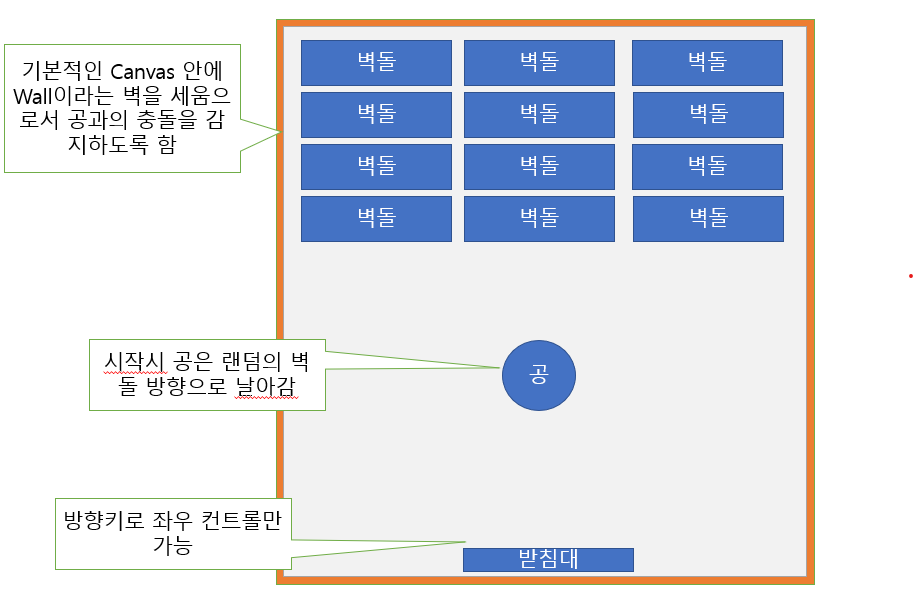 기본적인 Canvas 안에
Wall이라는 벽을 세움으
로서 공과의 충돌을 감
지하도록 함
벽돌 벽돌 벽돌
벽돌 벽돌 벽돌
벽돌 벽돌 벽돌
벽돌 벽돌 벽돌
시작시 공은 랜덤의 벽
돌 방향으로 날아감
공
방향키로 좌우 컨트롤만
가능
받침대